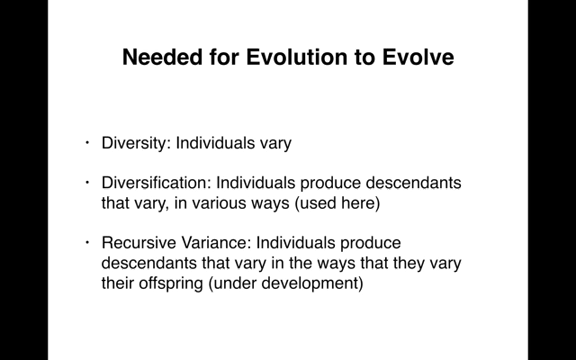 Needed for Evolution to Evolve
• Diversity: Individuals vary
• Diversification: Individuals produce descendants
that vary, in various ways (used here)
• Recursive Variance: Individuals produce
descendants that vary in the ways that they vary
their offspring (under development)